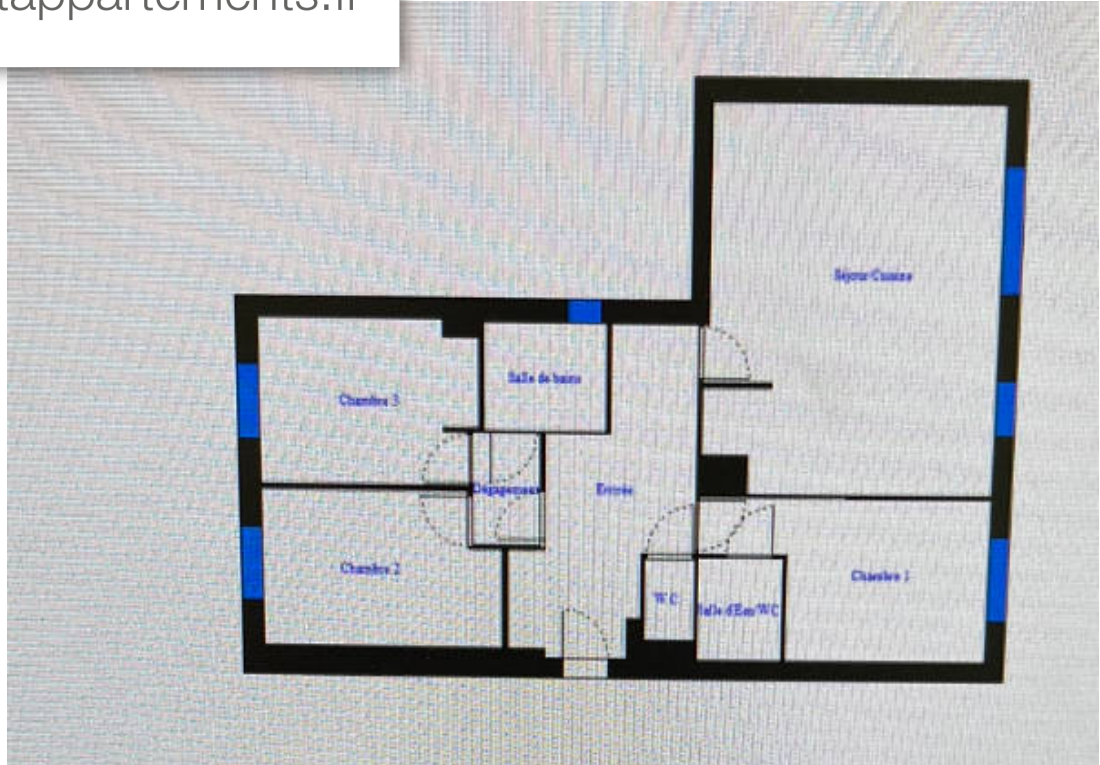 tappartements.fr
Séjour/Cuisine
Salle de bains
Chambre 3
Dégagement
Entrée
Chambre 2
WC
Salle d'Eau/WC
Chambre 1